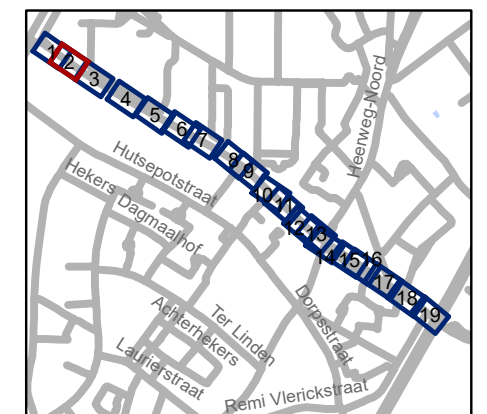 1
2
3
4
5
6
7
8
9
10
11
12
13
14
15
16
17
18
19
Heerweg-Noord
Hutsepotstraat
Hekers Dagmaalhof
Dorpsstraat
Ter Linden
Achterhekers
Laurierstraat
Remi Vlerickstraat